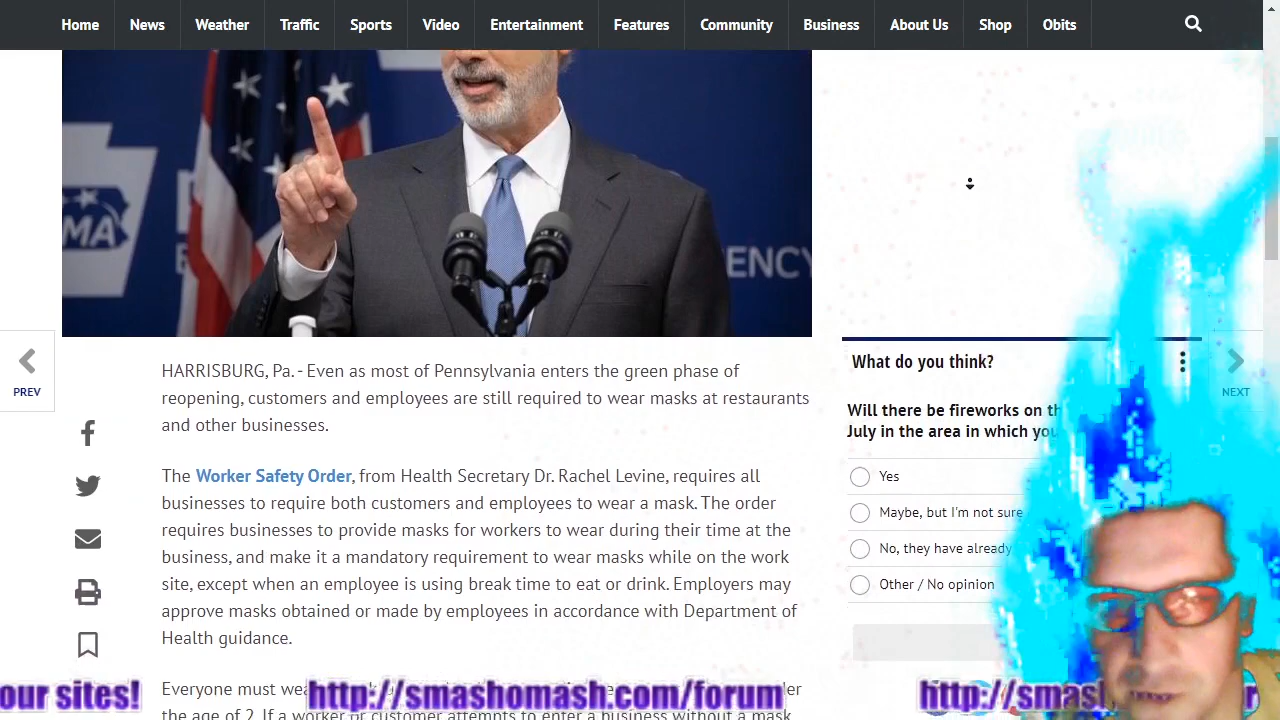 Home News Weather Traffic Sports Video Entertainment Features Community Business About Us Shop Obits
MA
ENCY
PREV
NEXT
HARRISBURG, Pa. - Even as most of Pennsylvania enters the green phase of
reopening, customers and employees are still required to wear masks at restaurants
and other businesses.
The Worker Safety Order, from Health Secretary Dr. Rachel Levine, requires all
businesses to require both customers and employees to wear a mask. The order
requires businesses to provide masks for workers to wear during their time at the
business, and make it a mandatory requirement to wear masks while on the work
site, except when an employee is using break time to eat or drink. Employers may
approve masks obtained or made by employees in accordance with Department of
Health guidance.
Everyone must wea
the age of 2. If a worker or customer attempts to enter a business without a mask,
What do you think?
Will there be fireworks on th
July in the area in which you
Yes
Maybe, but I'm not sure
No, they have already
Other / No opinion
our sites! http://smashomash.com/forum http://smas